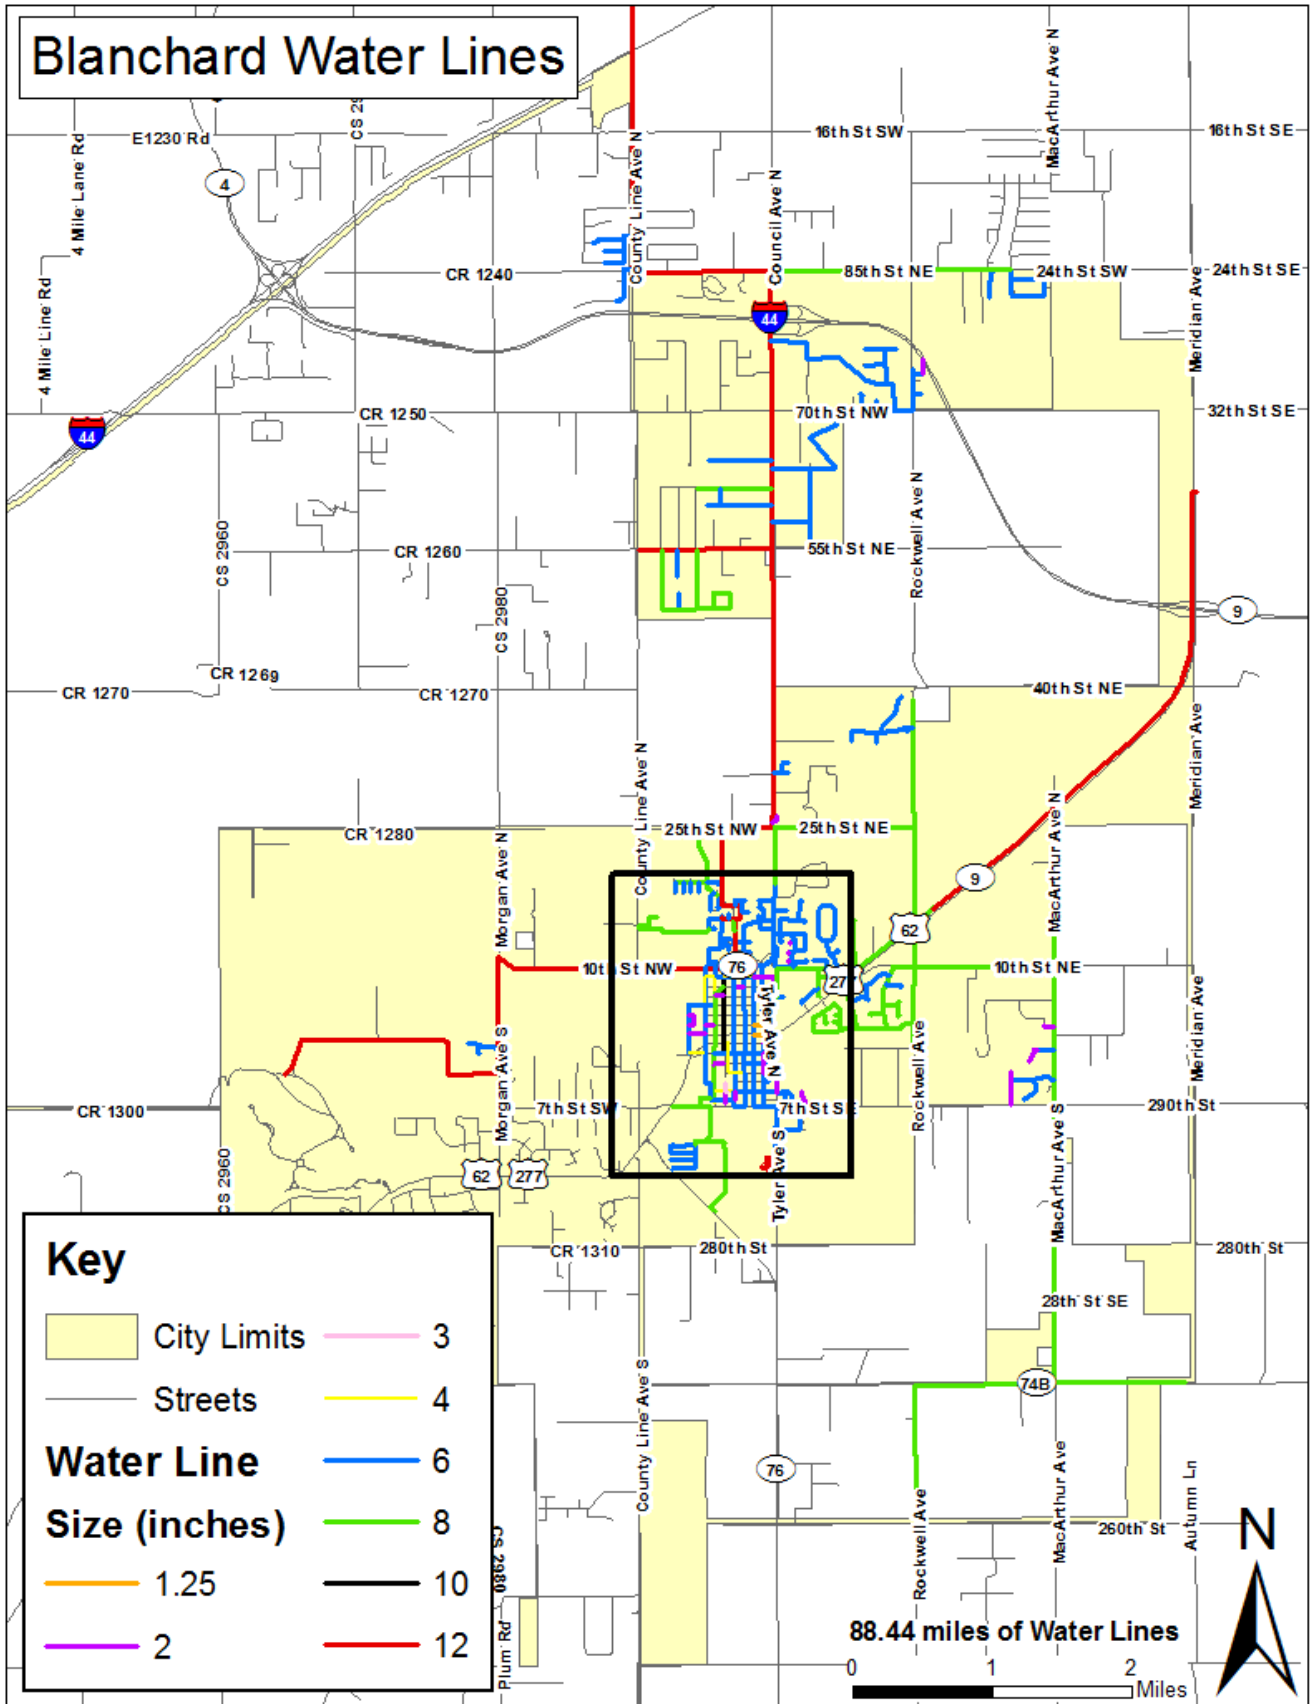 Blanchard Water Lines
E1230 Rd
16th St SW
16th St SE
MacArthur Ave N
4 Mile Lane Rd
4
County Line Ave N
Council Ave N
CR 1240
85th St NE
24th St SW
24th St SE
4 Mile Line Rd
44
Meridian Ave
CR 1250
70th St NW
32th St SE
44
CS 2960
Rockwell Ave N
CR 1260
55th St NE
CS 2980
9
CR 1269
CR 1270
CR 1270
40th St NE
Meridian Ave
County Line Ave N
MacArthur Ave N
CR 1280
25th St NW
25th St NE
Morgan Ave N
9
62
10th St NW
76
277
10th St NE
Tyler Ave N
Morgan Ave S
Rockwell Ave
Meridian Ave
CR 1300
7th St SW
7th St SE
290th St
CS 2960
62
277
Tyler Ave S
MacArthur Ave S
CR 1310
280th St
280th St
28th St SE
County Line Ave S
74B
76
Rockwell Ave
MacArthur Ave
Autumn Ln
260th St
CS 2980
Plum Rd
Key
City Limits
Streets
Water Line
Size (inches)
1.25
2
3
4
6
8
10
12
88.44 miles of Water Lines
0 1 2
Miles
N